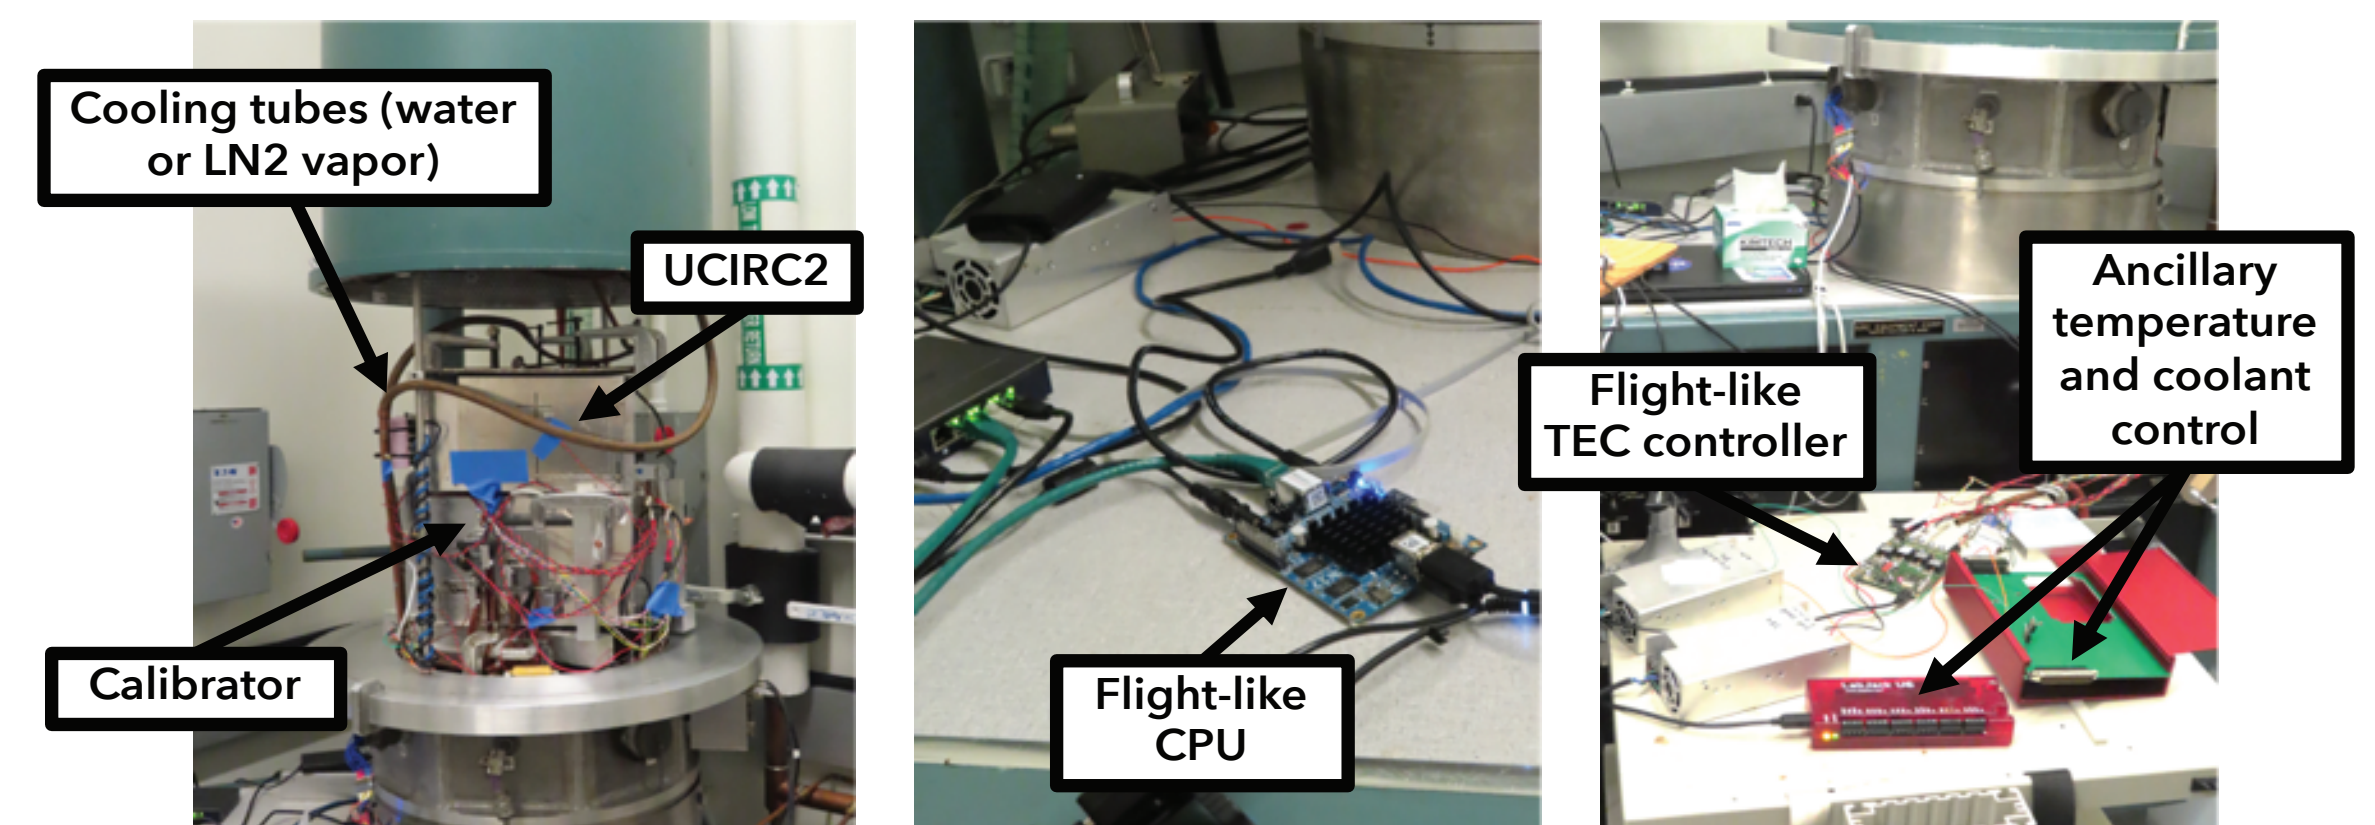 Cooling tubes (water
or LN2 vapor)
UCIRC2
Calibrator
Flight-like
CPU
Flight-like
TEC controller
Ancillary
temperature
and coolant
control
KIMTECH